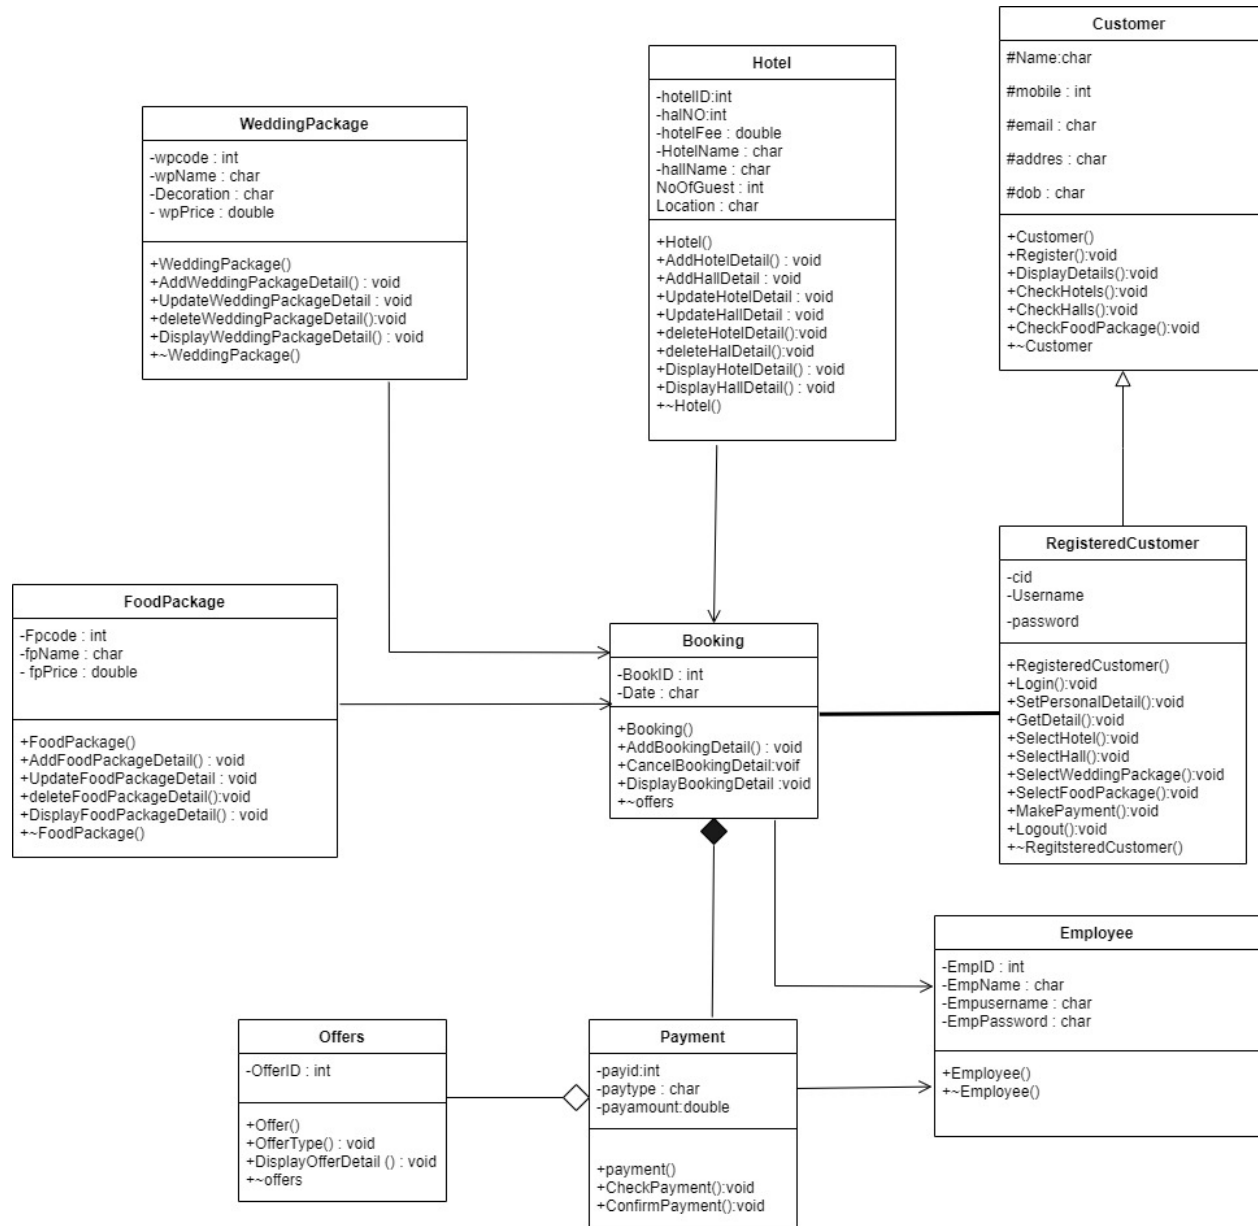 Customer
#Name:char
#mobile : int
#email : char
#addres : char
#dob : char
+Customer()
+Register():void
+DisplayDetails():void
+CheckHotels():void
+CheckHalls():void
+CheckFoodPackage():void
+~Customer
Hotel
-hotelID:int
-halNO:int
-hotelFee : double
-HotelName : char
-hallName : char
NoOfGuest : int
Location : char
+Hotel()
+AddHotelDetail() : void
+AddHallDetail : void
+UpdateHotelDetail : void
+UpdateHallDetail : void
+deleteHotelDetail():void
+deleteHalDetail():void
+DisplayHotelDetail() : void
+DisplayHallDetail() : void
+~Hotel()
WeddingPackage
-wpcode : int
-wpName : char
-Decoration : char
- wpPrice : double
+WeddingPackage()
+AddWeddingPackageDetail() : void
+UpdateWeddingPackageDetail : void
+deleteWeddingPackageDetail():void
+DisplayWeddingPackageDetail() : void
+~WeddingPackage()
RegisteredCustomer
-cid
-Username
-password
+RegisteredCustomer()
+Login():void
+SetPersonalDetail():void
+GetDetail():void
+SelectHotel():void
+SelectHall():void
+SelectWeddingPackage():void
+SelectFoodPackage():void
+MakePayment():void
+Logout():void
+~RegitsteredCustomer()
FoodPackage
-Fpcode : int
-fpName : char
- fpPrice : double
+FoodPackage()
+AddFoodPackageDetail() : void
+UpdateFoodPackageDetail : void
+deleteFoodPackageDetail():void
+DisplayFoodPackageDetail() : void
+~FoodPackage()
Booking
-BookID : int
-Date : char
+Booking()
+AddBookingDetail() : void
+CancelBookingDetail:voif
+DisplayBookingDetail :void
+~offers
Employee
-EmpID : int
-EmpName : char
-Empusername : char
-EmpPassword : char
+Employee()
+~Employee()
Offers
-OfferID : int
+Offer()
+OfferType() : void
+DisplayOfferDetail () : void
+~offers
Payment
-payid:int
-paytype : char
-payamount:double
+payment()
+CheckPayment():void
+ConfirmPayment():void